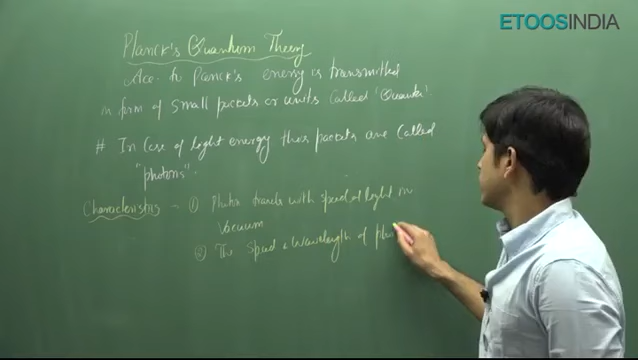 ETOOSINDIA
Planck's Quantum Theory
Acc. to Planck's energy is transmitted
in form of small packets or units called 'Quanta'.
# In case of light energy these packets are called
"photons".
Characteristics → ① Photon travels with speed of light in
Vacuum
② The speed & Wavelength of pho